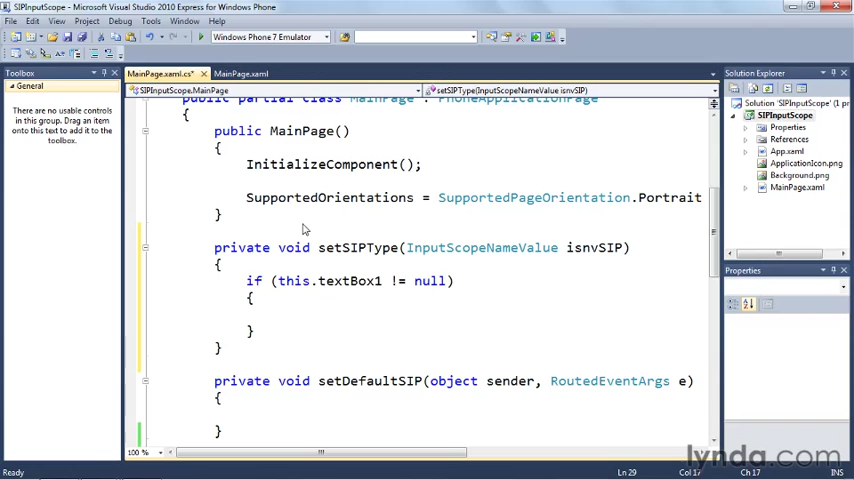 SIPInputScope - Microsoft Visual Studio 2010 Express for Windows Phone
File Edit View Project Debug Tools Window Help
Windows Phone 7 Emulator
Toolbox
General
There are no usable controls
in this group. Drag an item
onto this text to add it to the
toolbox.
MainPage.xaml.cs* MainPage.xaml
SIPInputScope.MainPage setSIPType(InputScopeNameValue isnvSIP)
public partial class MainPage : PhoneApplicationPage
{
public MainPage()
{
InitializeComponent();
SupportedOrientations = SupportedPageOrientation.Portrait
}
private void setSIPType(InputScopeNameValue isnvSIP)
{
if (this.textBox1 != null)
{
}
}
private void setDefaultSIP(object sender, RoutedEventArgs e)
{
}
100 %
Solution Explorer
Solution 'SIPInputScope' (1 proj
SIPInputScope
Properties
References
App.xaml
ApplicationIcon.png
Background.png
MainPage.xaml
Properties
Ready Ln 29 Col 17 Ch 17
lynda.com